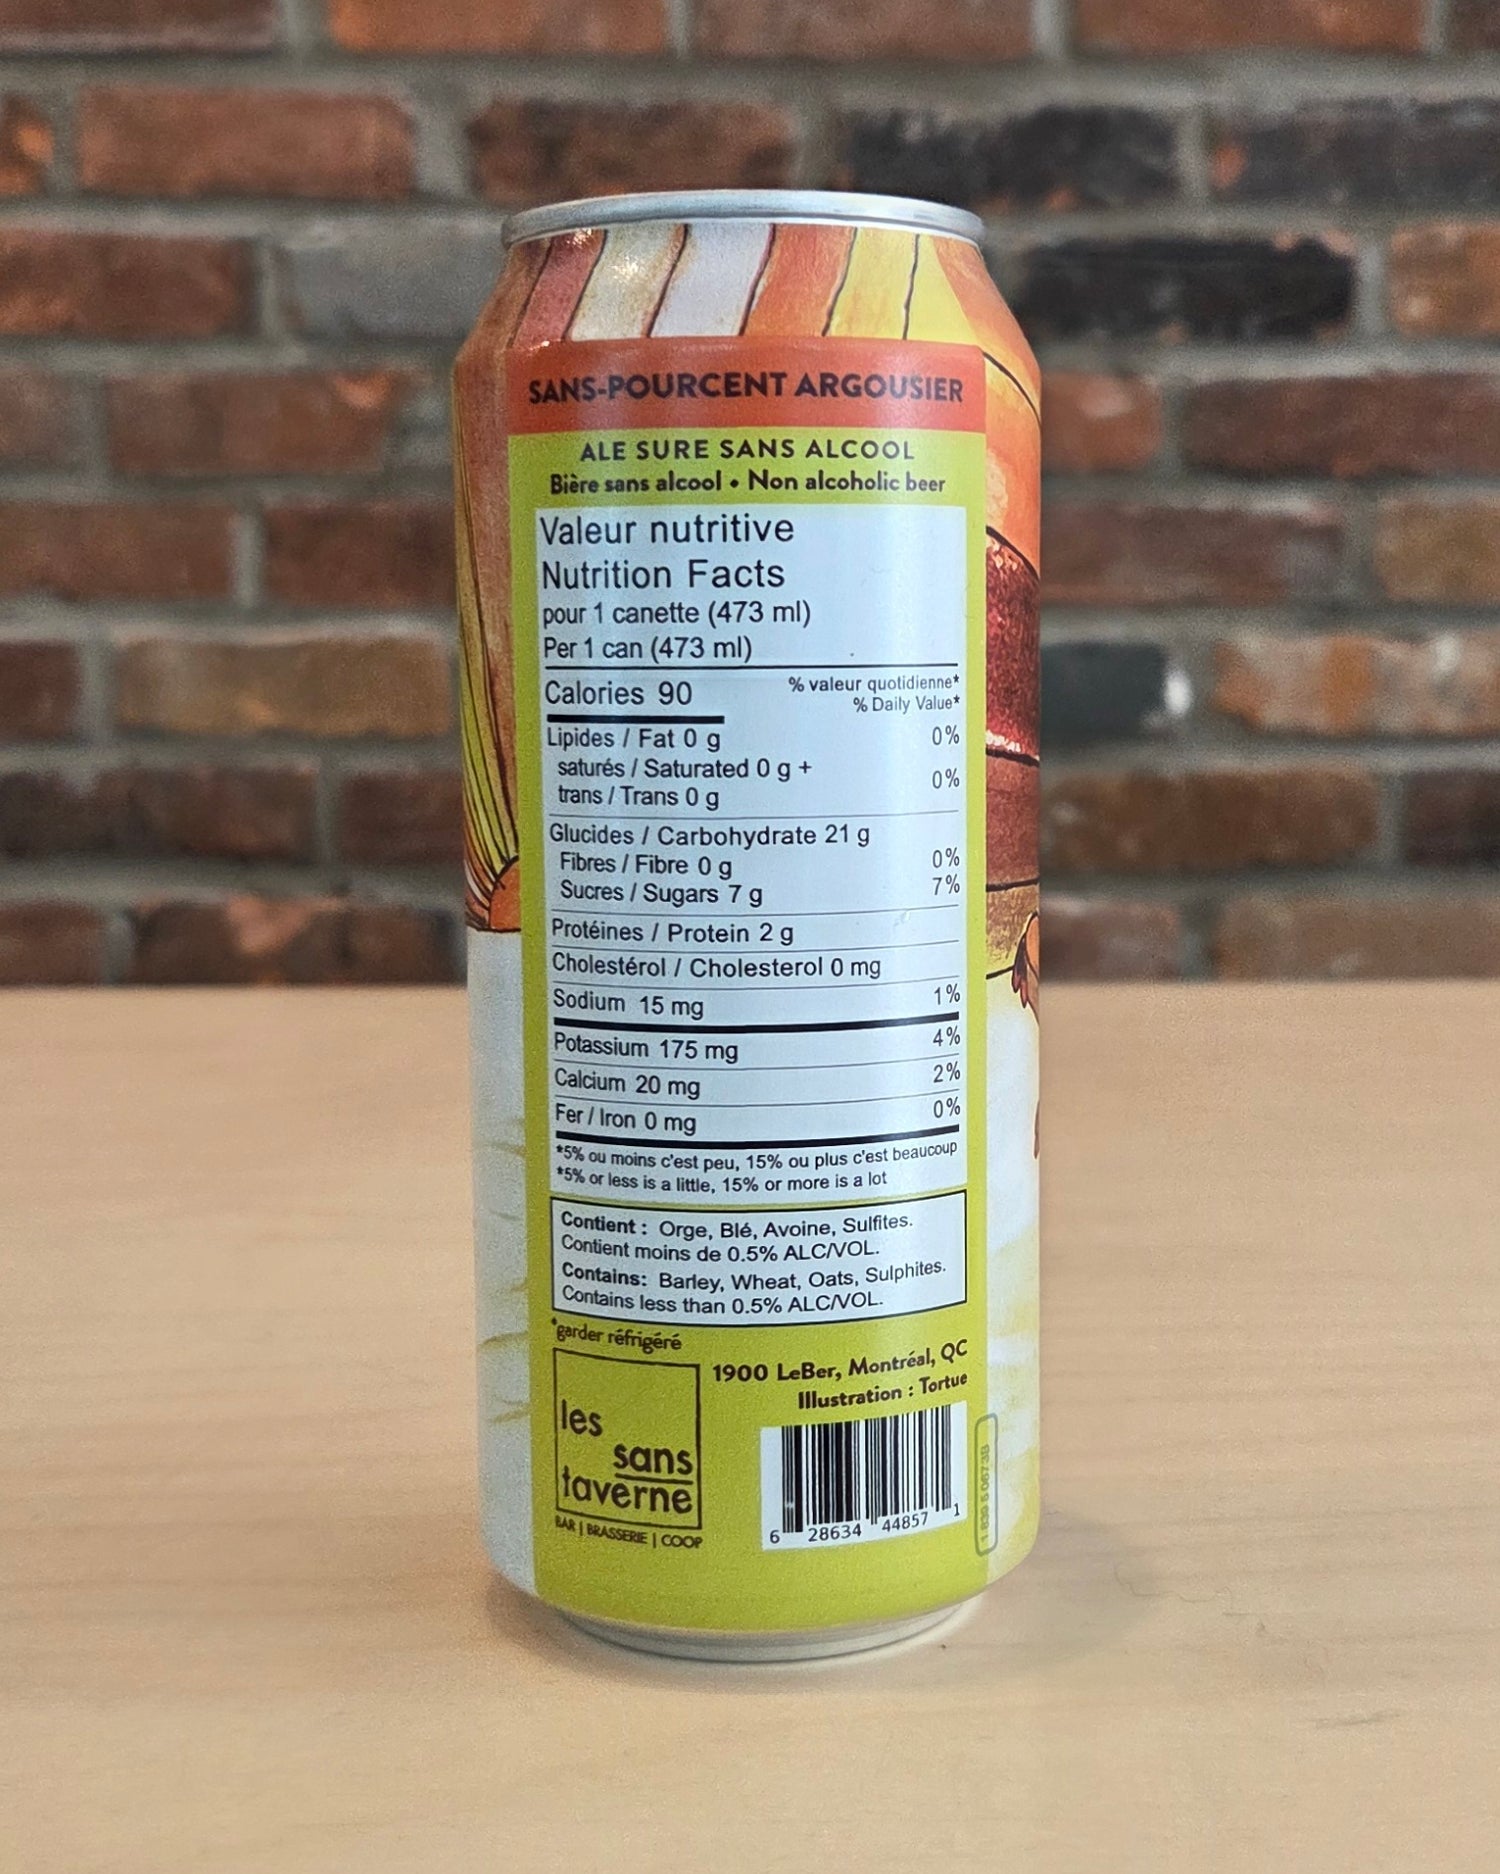 SANS-POURCENT ARGOUSIER
ALE SURE SANS ALCOOL
Bière sans alcool • Non alcoholic beer
Valeur nutritive
Nutrition Facts
pour 1 canette (473 ml)
Per 1 can (473 ml)
Calories 90
% valeur quotidienne*
% Daily Value*
Lipides / Fat 0 g 0%
saturés / Saturated 0 g +
trans / Trans 0 g 0%
Glucides / Carbohydrate 21 g
Fibres / Fibre 0 g 0%
Sucres / Sugars 7 g 7%
Protéines / Protein 2 g
Cholestérol / Cholesterol 0 mg
Sodium 15 mg 1%
Potassium 175 mg 4%
Calcium 20 mg 2%
Fer / Iron 0 mg 0%
*5% ou moins c'est peu, 15% ou plus c'est beaucoup
*5% or less is a little, 15% or more is a lot
Contient : Orge, Blé, Avoine, Sulfites.
Contient moins de 0.5% ALC/VOL.
Contains: Barley, Wheat, Oats, Sulphites.
Contains less than 0.5% ALC/VOL.
*garder réfrigéré
1900 LeBer, Montréal, QC
Illustration : Tortue
les
sans
taverne
BAR | BRASSERIE | COOP
6 28634 44857 1